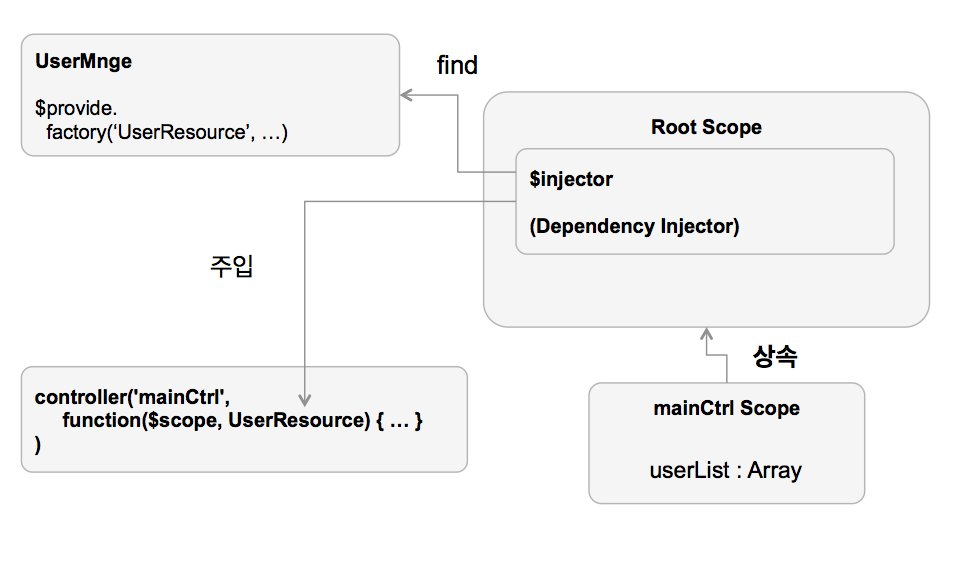 UserMnge
$provide.
factory(‘UserResource’, …)
find
Root Scope
$injector
(Dependency Injector)
주입
controller('mainCtrl',
function($scope, UserResource) { … }
)
상속
mainCtrl Scope
userList : Array